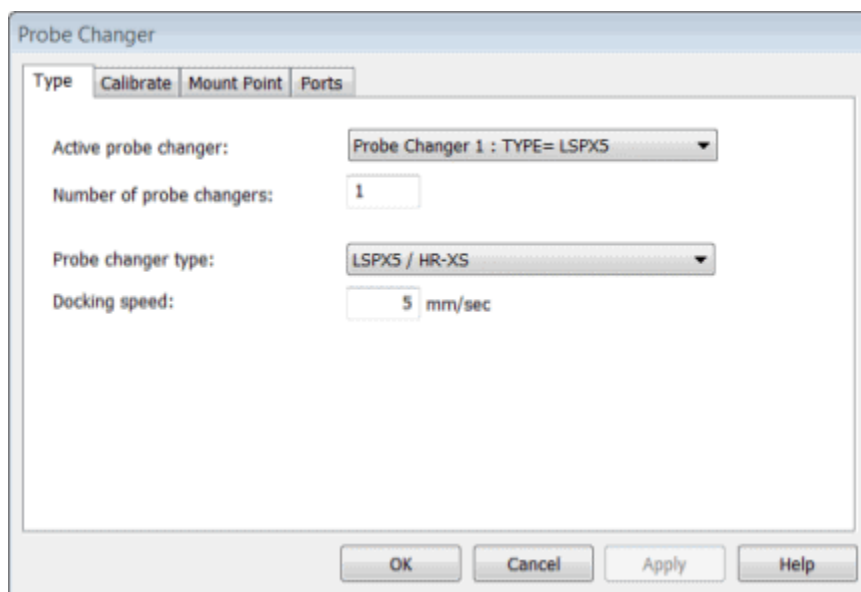 Probe Changer
Type Calibrate Mount Point Ports
Active probe changer: Probe Changer 1 : TYPE= LSPX5
Number of probe changers: 1
Probe changer type: LSPX5 / HR-XS
Docking speed: 5 mm/sec
OK Cancel Apply Help